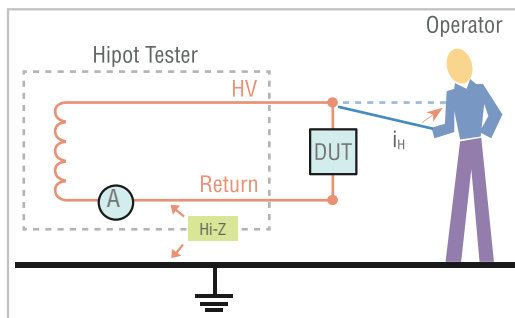 Operator
Hipot Tester
HV
iH
DUT
Return
A
Hi-Z